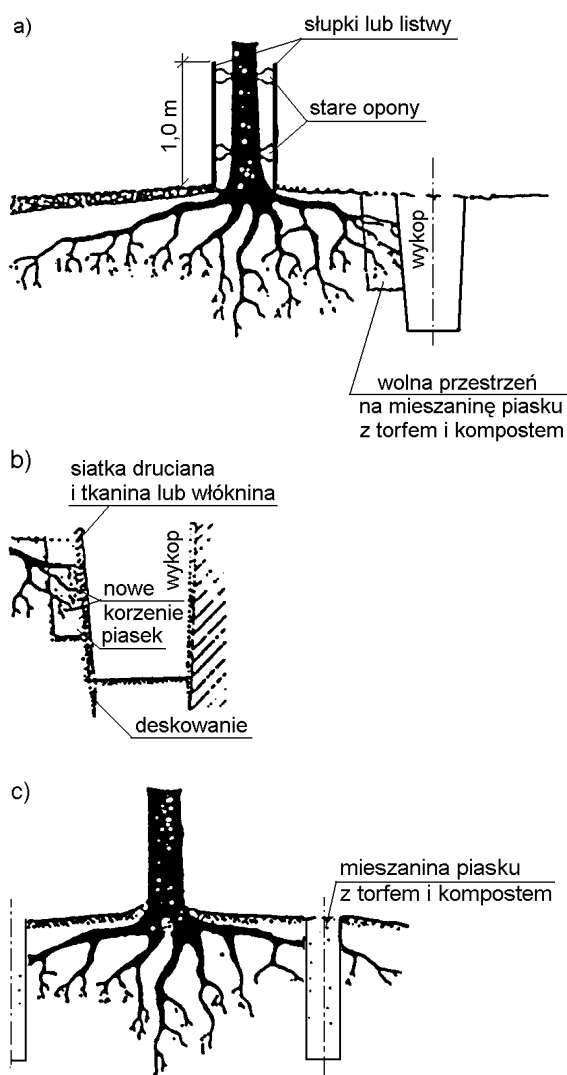 a)
słupki lub listwy
stare opony
1,0 m
wykop
wolna przestrzeń
na mieszaninę piasku
z torfem i kompostem
b)
siatka druciana
i tkanina lub włóknina
wykop
nowe
korzenie
piasek
deskowanie
c)
mieszanina piasku
z torfem i kompostem